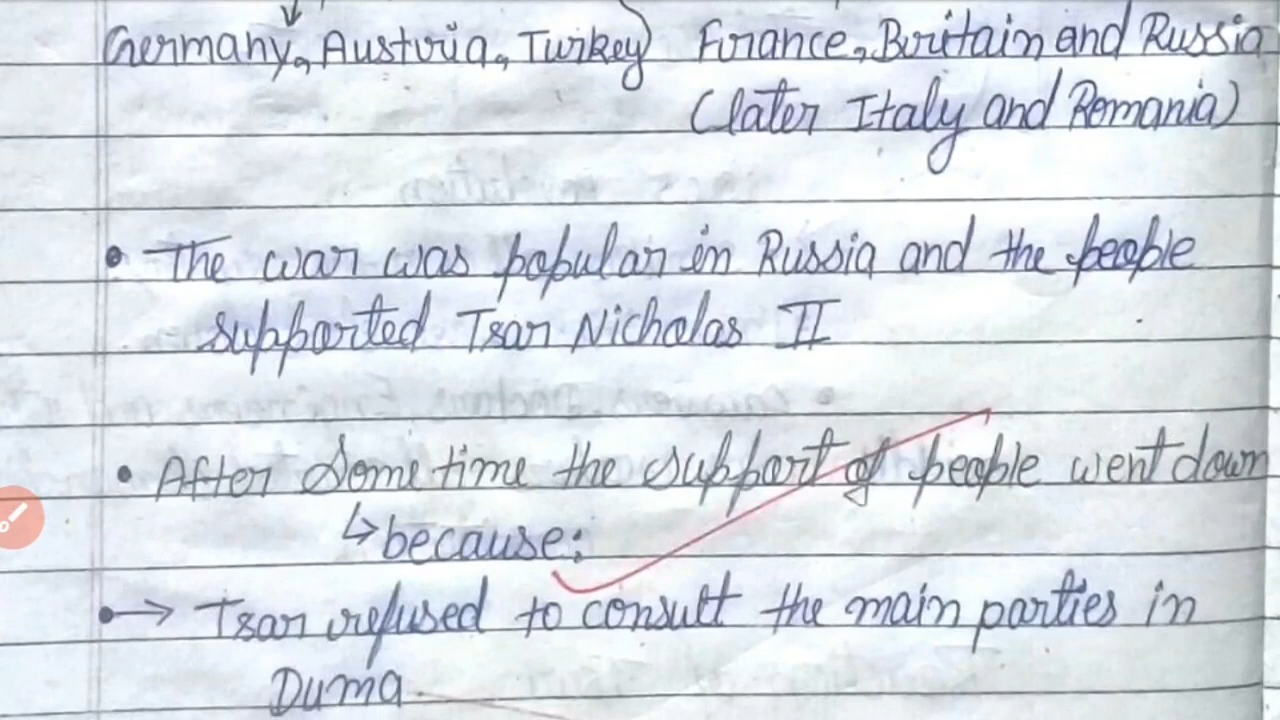 Germany, Austria, Turkey) France, Britain and Russia
(later Italy and Romania)
• The war was popular in Russia and the people
supported Tsar Nicholas II
• After Some time the support of people went down
↳ because:
•→ Tsar refused to consult the main parties in
Duma